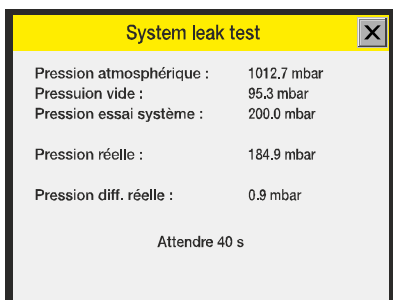 System leak test
Pression atmosphérique : 1012.7 mbar
Pressuion vide : 95.3 mbar
Pression essai système : 200.0 mbar
Pression réelle : 184.9 mbar
Pression diff. réelle : 0.9 mbar
Attendre 40 s